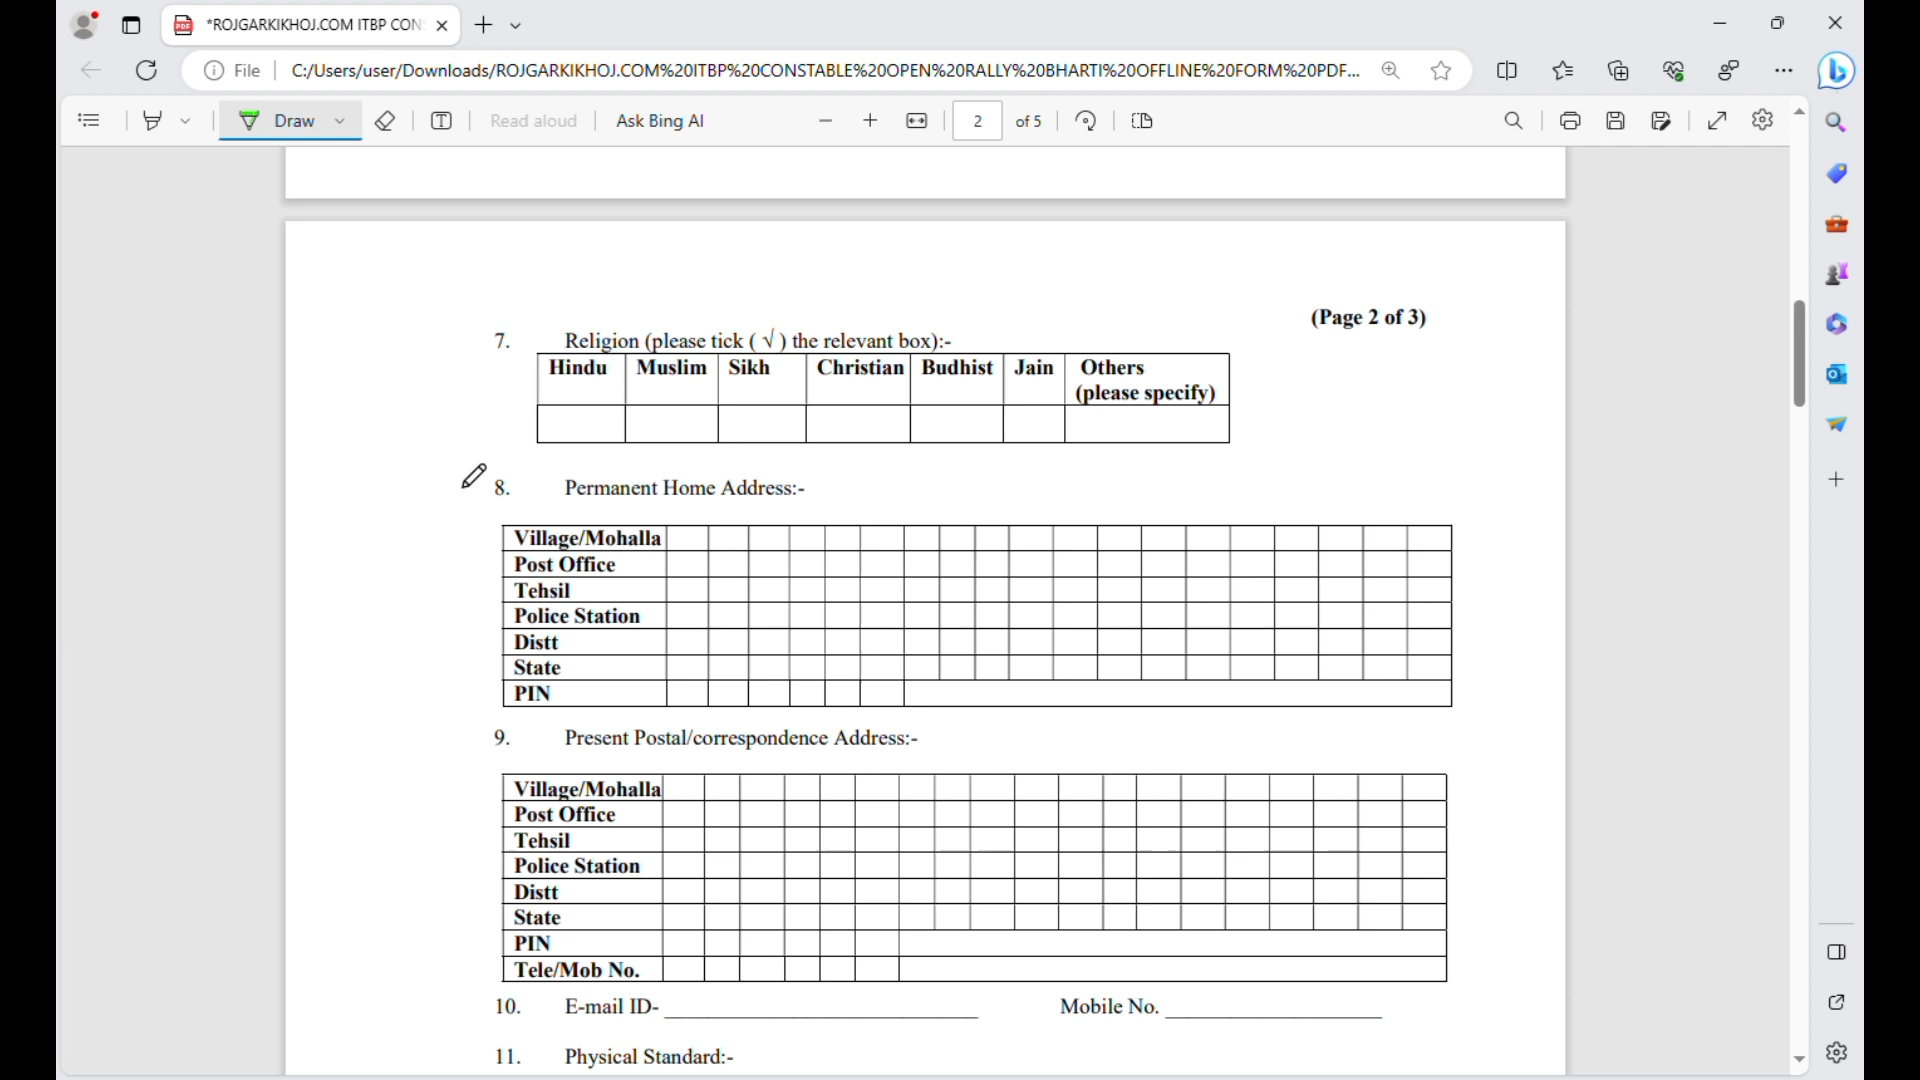 *ROJGARKIKHOJ.COM ITBP CON
File
C:/Users/user/Downloads/ROJGARKIKHOJ.COM%20ITBP%20CONSTABLE%20OPEN%20RALLY%20BHARTI%20OFFLINE%20FORM%20PDF...
Draw
Read aloud
Ask Bing AI
2 of 5
(Page 2 of 3)
7. Religion (please tick ( √ ) the relevant box):-
Hindu Muslim Sikh Christian Budhist Jain Others
(please specify)
8. Permanent Home Address:-
Village/Mohalla
Post Office
Tehsil
Police Station
Distt
State
PIN
9. Present Postal/correspondence Address:-
Village/Mohalla
Post Office
Tehsil
Police Station
Distt
State
PIN
Tele/Mob No.
10. E-mail ID- Mobile No.
11. Physical Standard:-